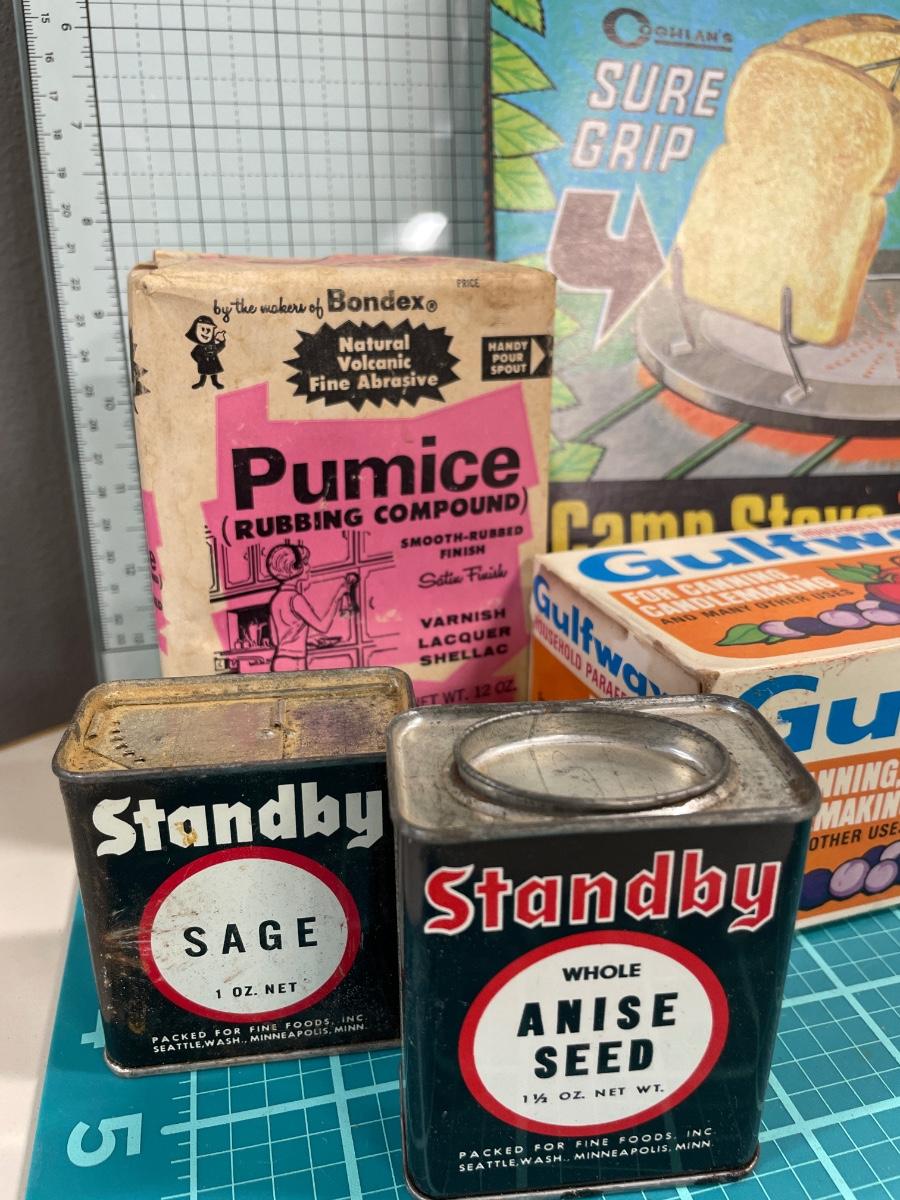 COGHLAN'S
SURE
GRIP
Camp Stove
PRICE
by the makers of Bondex®
Natural
Volcanic
Fine Abrasive
HANDY
POUR
SPOUT
Pumice
(RUBBING COMPOUND)
SMOOTH-RUBBED
FINISH
Satin Finish
VARNISH
LACQUER
SHELLAC
NET WT. 12 OZ.
Gulfwa
FOR CANNING
CANDLEMAKING
AND MANY OTHER USES
Gulfwax
HOUSEHOLD PARAF
Gu
NNING,
MAKIN
OTHER USE
Standby
SAGE
1 OZ. NET
PACKED FOR FINE FOODS, INC.
SEATTLE, WASH., MINNEAPOLIS, MINN.
Standby
WHOLE
ANISE
SEED
1½ OZ. NET WT.
PACKED FOR FINE FOODS, INC.
SEATTLE, WASH., MINNEAPOLIS, MINN.
5